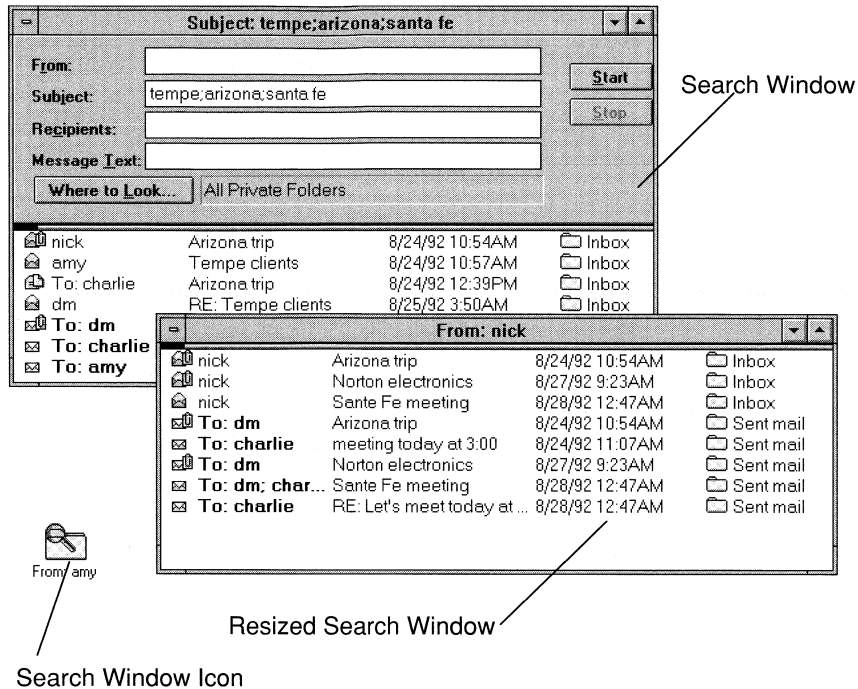 Subject: tempe;arizona;santa fe
From:
Subject: tempe;arizona;santa fe
Recipients:
Message Text:
Where to Look... All Private Folders
Start
Stop
Search Window
nick Arizona trip 8/24/92 10:54AM Inbox
amy Tempe clients 8/24/92 10:57AM Inbox
To: charlie Arizona trip 8/24/92 12:39PM Inbox
dm RE: Tempe clients 8/25/92 3:50AM Inbox
To: dm
To: charlie
To: amy
From: nick
nick Arizona trip 8/24/92 10:54AM Inbox
nick Norton electronics 8/27/92 9:23AM Inbox
nick Sante Fe meeting 8/28/92 12:47AM Inbox
To: dm Arizona trip 8/24/92 10:54AM Sent mail
To: charlie meeting today at 3:00 8/24/92 11:07AM Sent mail
To: dm Norton electronics 8/27/92 9:23AM Sent mail
To: dm; char... Sante Fe meeting 8/28/92 12:47AM Sent mail
To: charlie RE: Let's meet today at ... 8/28/92 12:47AM Sent mail
From: amy
Resized Search Window
Search Window Icon